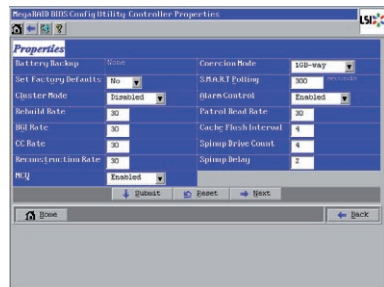 MegaRAID BIOS Config Utility Controller Properties
LSI
Properties
Battery Backup None Coercion Mode 1GB-way
Set Factory Defaults No S.M.A.R.T Polling 300 seconds
Cluster Mode Disabled Alarm Control Enabled
Rebuild Rate 30 Patrol Read Rate 30
BGI Rate 30 Cache Flush Interval 4
CC Rate 30 Spinup Drive Count 4
Reconstruction Rate 30 Spinup Delay 2
NCQ Enabled
Submit Reset Next
Home Back